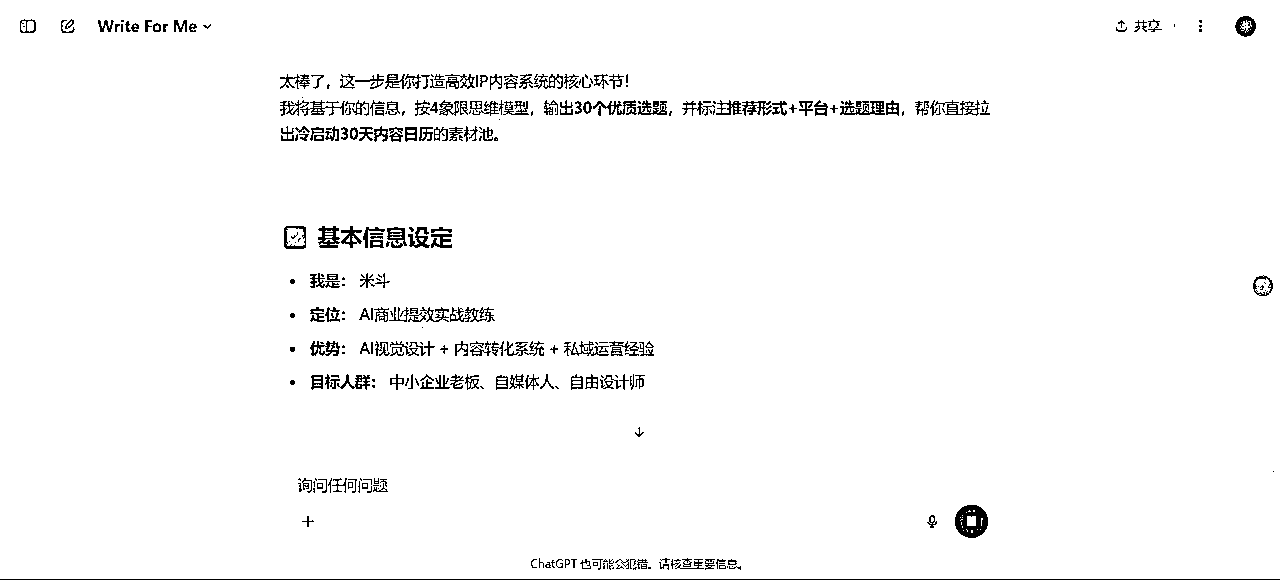 Write For Me
共享
太棒了，这一步是你打造高效IP内容系统的核心环节！
我将基于你的信息，按4象限思维模型，输出30个优质选题，并标注推荐形式+平台+选题理由，帮你直接拉
出冷启动30天内容日历的素材池。
基本信息设定
• 我是： 米斗
• 定位： AI商业提效实战教练
• 优势： AI视觉设计 + 内容转化系统 + 私域运营经验
• 目标人群： 中小企业老板、自媒体人、自由设计师
询问任何问题
ChatGPT 也可能会犯错。请核查重要信息。